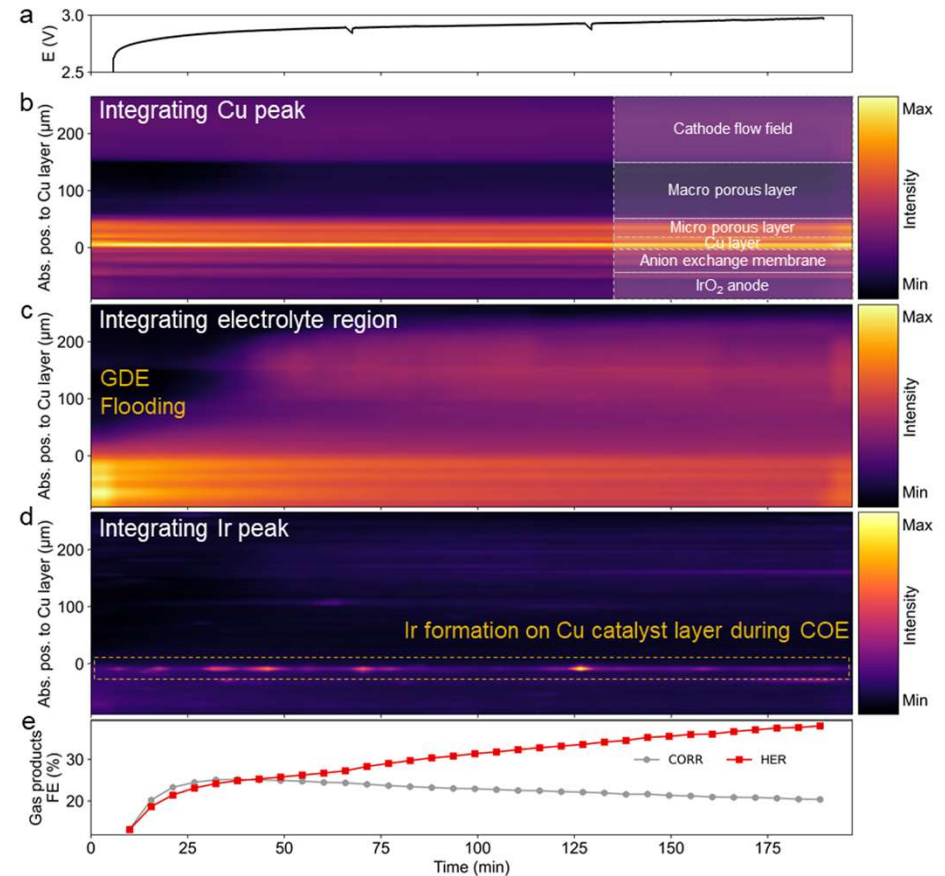 a
E (V)
3.0
2.5
b
Integrating Cu peak
Abs. pos. to Cu layer (µm)
200
100
0
Cathode flow field
Macro porous layer
Micro porous layer
Cu layer
Anion exchange membrane
IrO₂ anode
Max
Intensity
Min
c
Integrating electrolyte region
Abs. pos. to Cu layer (µm)
200
100
0
GDE
Flooding
Max
Intensity
Min
d
Integrating Ir peak
Abs. pos. to Cu layer (µm)
200
100
0
Ir formation on Cu catalyst layer during COE
Max
Intensity
Min
e
Gas products
FE (%)
30
20
CORR
HER
0
25
50
75
100
125
150
175
Time (min)